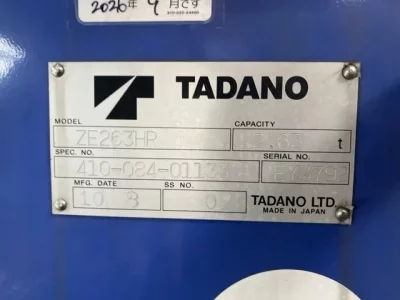 2026年9月です
TADANO
MODEL
CAPACITY
ZE263HP
t
SPEC. NO.
SERIAL NO.
MFG. DATE
SS NO.
10 3
TADANO LTD.
MADE IN JAPAN